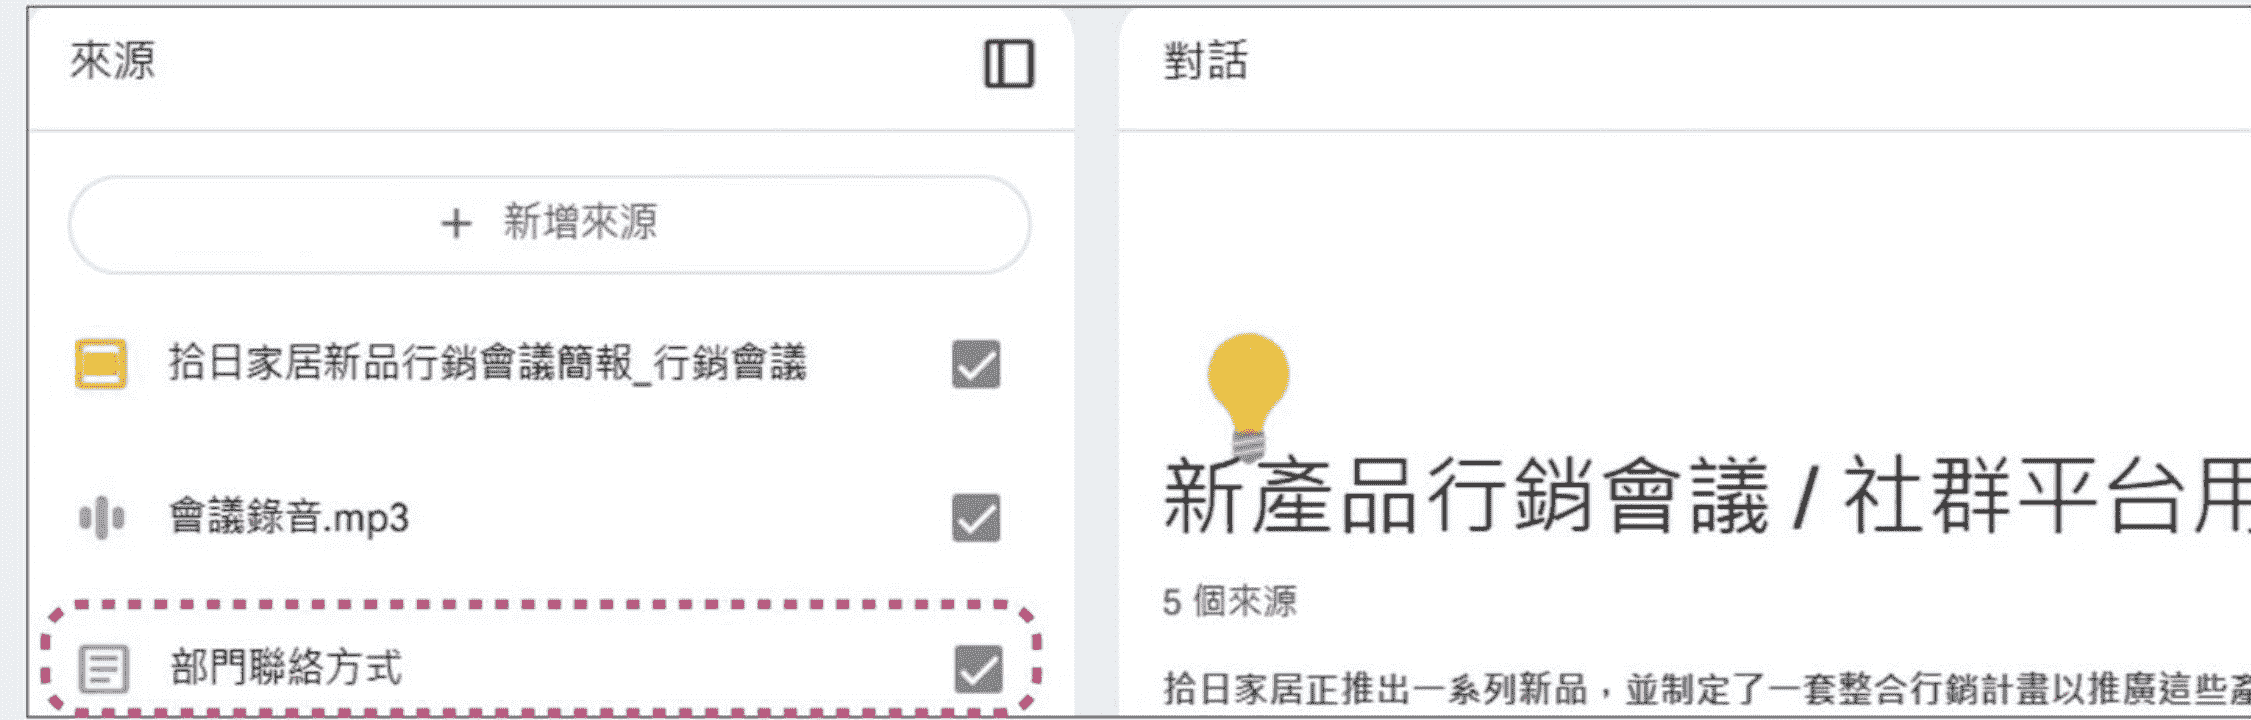 來源
+ 新增來源
拾日家居新品行銷會議簡報_行銷會議
會議錄音.mp3
部門聯絡方式
對話
新產品行銷會議 / 社群平台用
5 個來源
拾日家居正推出一系列新品，並制定了一套整合行銷計畫以推廣這些產